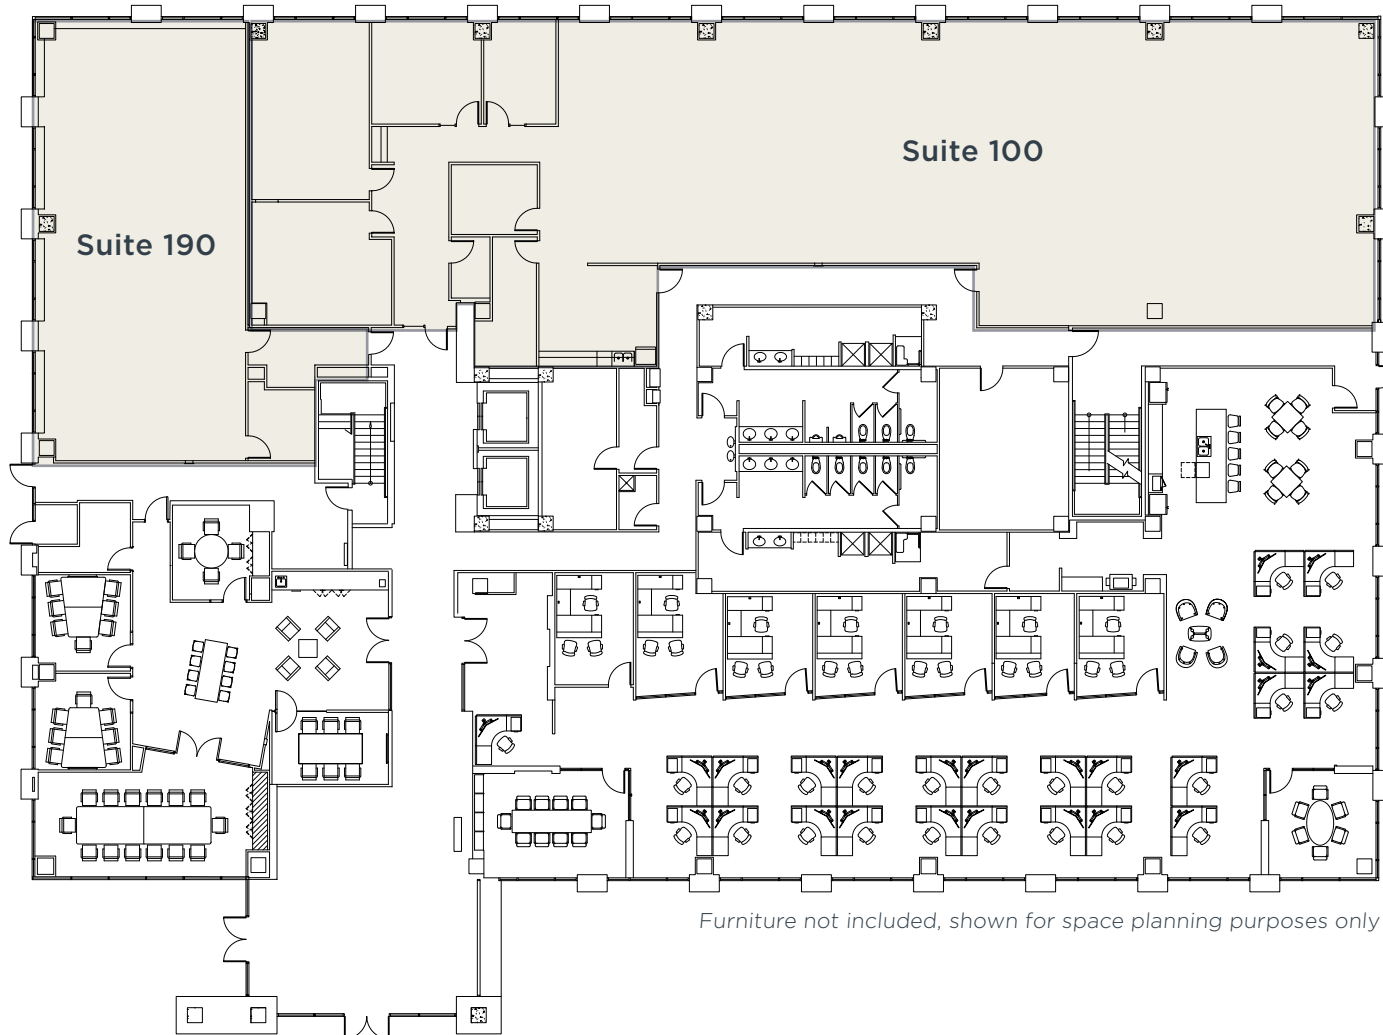 Suite 100
Suite 190
Furniture not included, shown for space planning purposes only